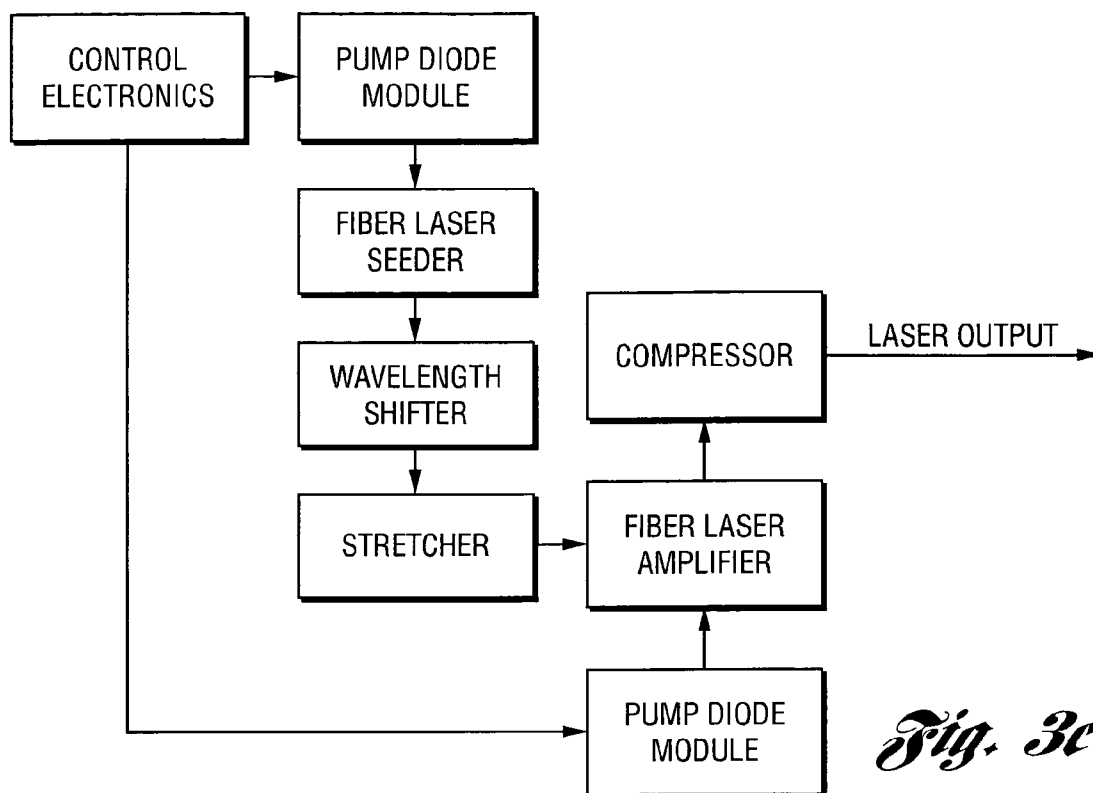 CONTROL
ELECTRONICS
PUMP DIODE
MODULE
FIBER LASER
SEEDER
WAVELENGTH
SHIFTER
STRETCHER
COMPRESSOR
LASER OUTPUT
FIBER LASER
AMPLIFIER
PUMP DIODE
MODULE
Fig. 3c